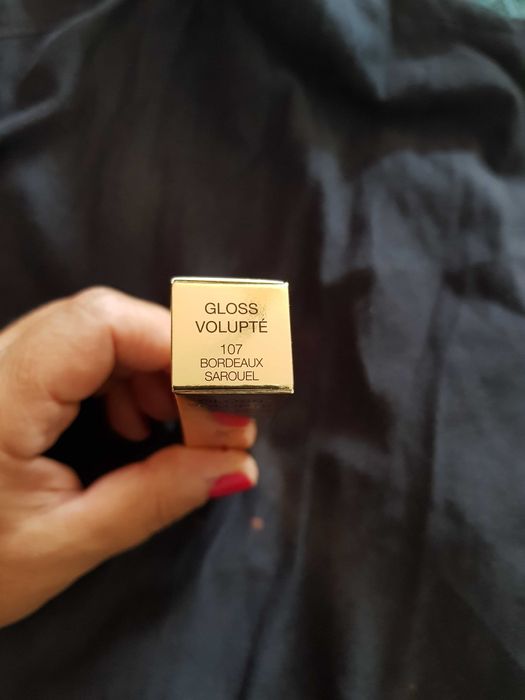 GLOSS
VOLUPTÉ
107
BORDEAUX
SAROUEL